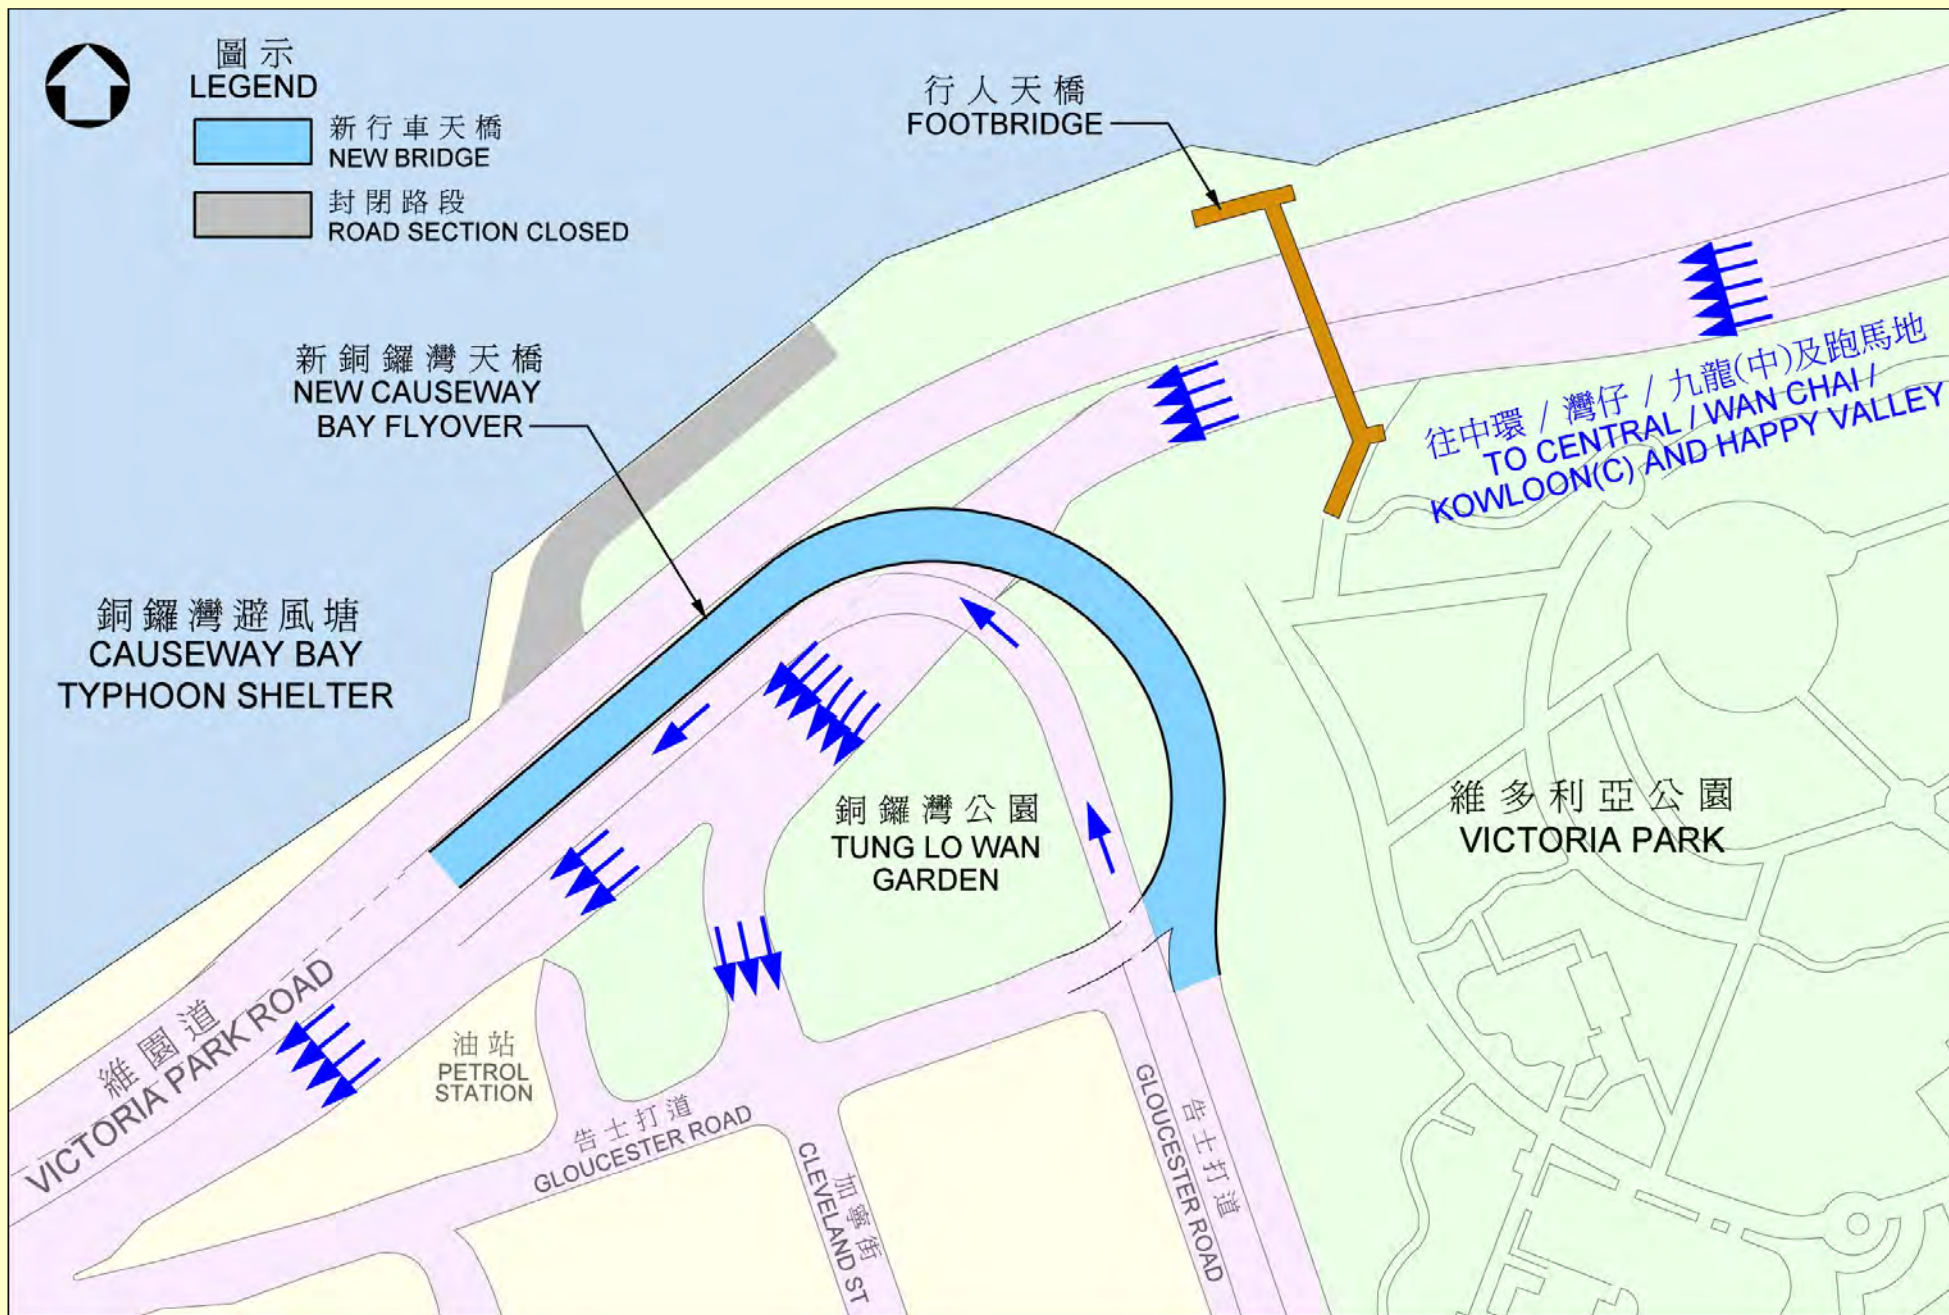 圖示
LEGEND
新行車天橋
NEW BRIDGE
封閉路段
ROAD SECTION CLOSED
行人天橋
FOOTBRIDGE
新銅鑼灣天橋
NEW CAUSEWAY
BAY FLYOVER
往中環 / 灣仔 / 九龍(中)及跑馬地
TO CENTRAL / WAN CHAI /
KOWLOON(C) AND HAPPY VALLEY
銅鑼灣避風塘
CAUSEWAY BAY
TYPHOON SHELTER
銅鑼灣公園
TUNG LO WAN
GARDEN
維多利亞公園
VICTORIA PARK
維園道
VICTORIA PARK ROAD
油站
PETROL
STATION
告士打道
GLOUCESTER ROAD
加寧街
CLEVELAND ST
告士打道
GLOUCESTER ROAD